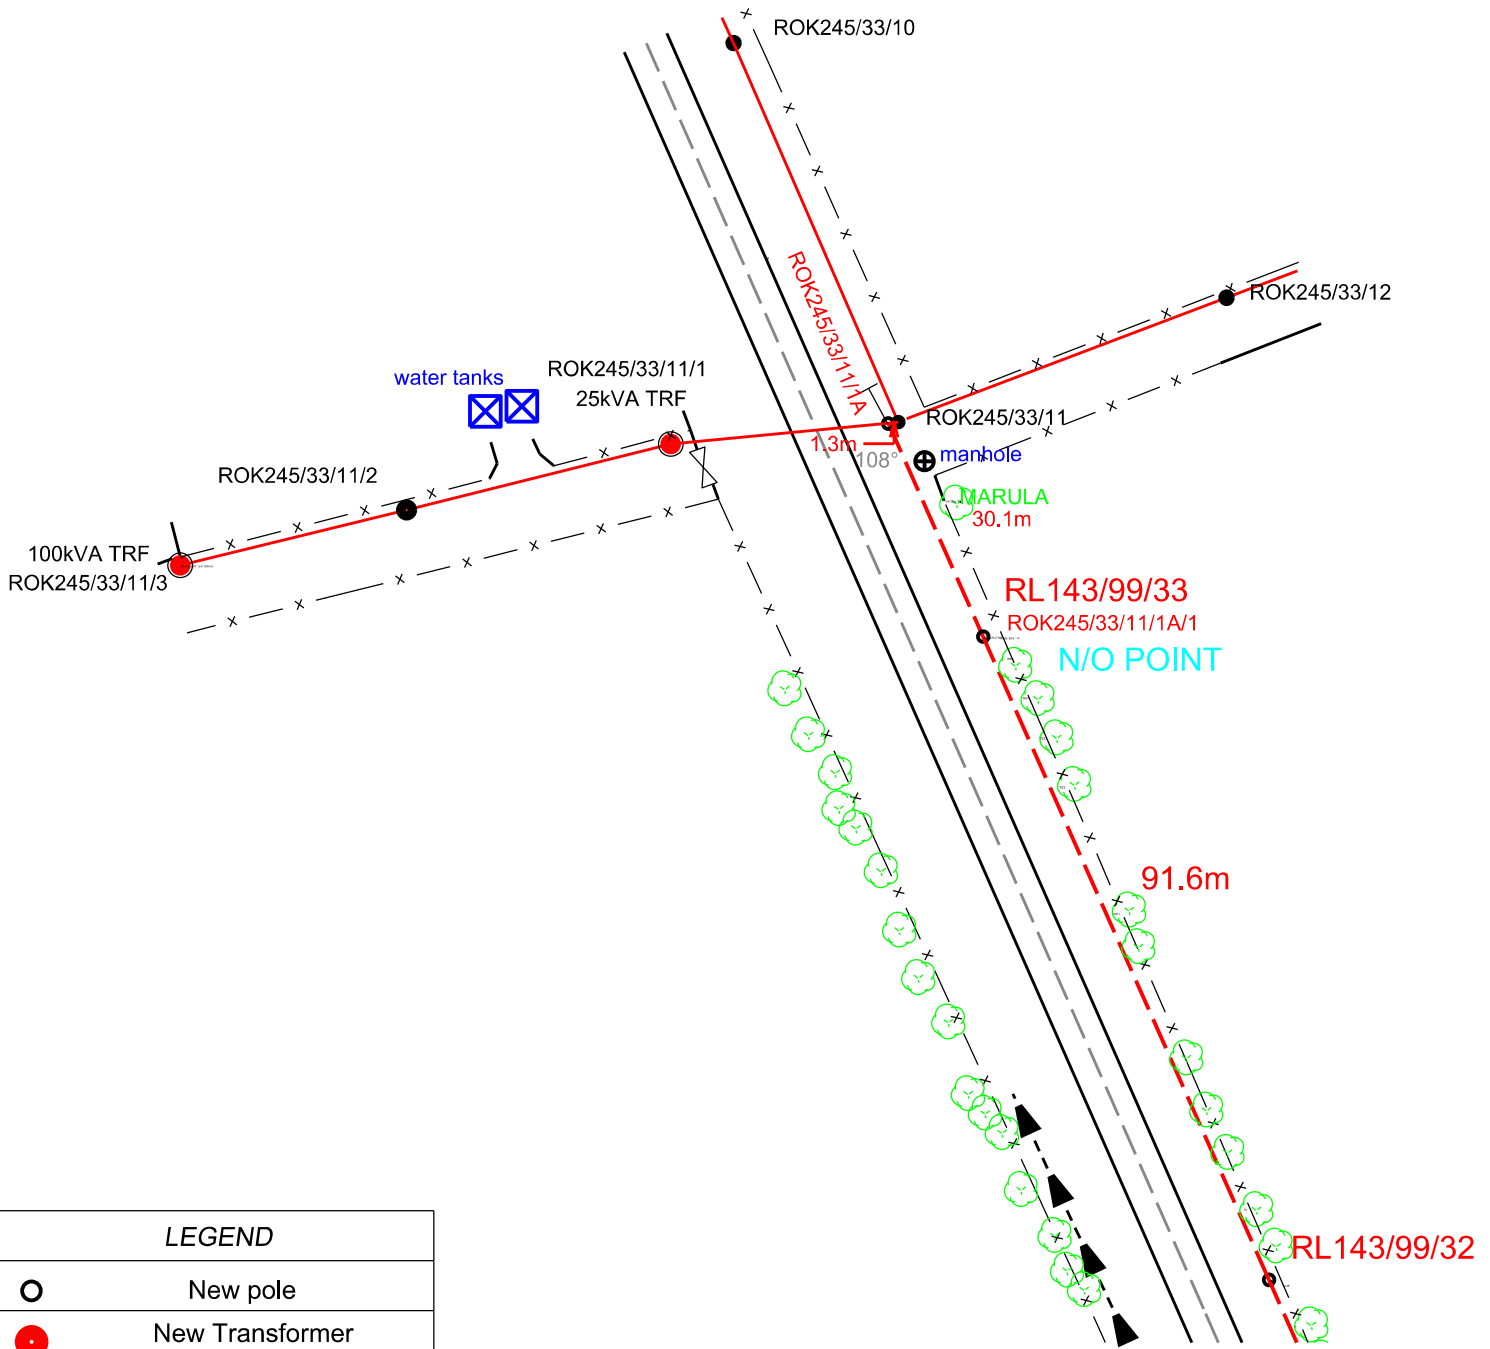 ROK245/33/10
ROK245/33/12
ROK245/33/11/1A
ROK245/33/11/1
25kVA TRF
water tanks
ROK245/33/11
1.3m
108°
manhole
ROK245/33/11/2
MARULA
30.1m
100kVA TRF
ROK245/33/11/3
RL143/99/33
ROK245/33/11/1A/1
N/O POINT
91.6m
RL143/99/32
LEGEND
New pole
New Transformer